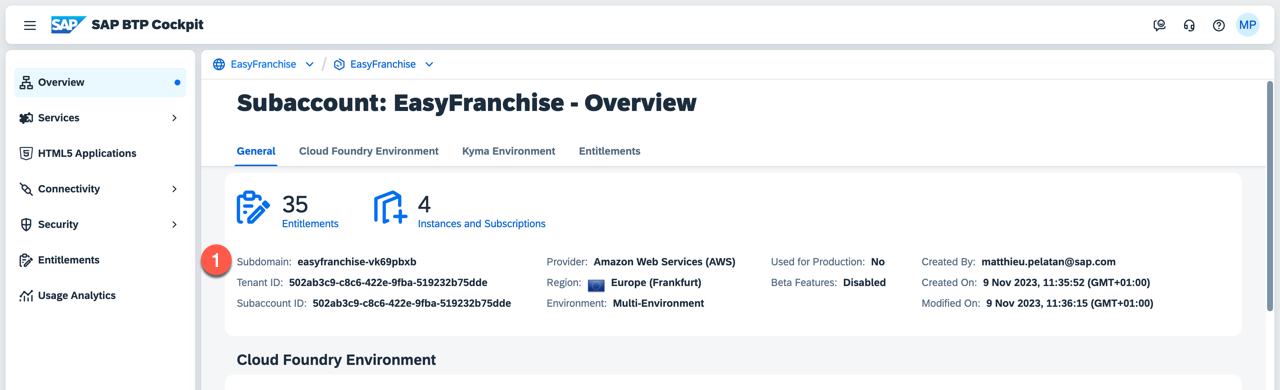 SAP SAP BTP Cockpit MP
Overview
Services
HTML5 Applications
Connectivity
Security
Entitlements
Usage Analytics
EasyFranchise / EasyFranchise
Subaccount: EasyFranchise - Overview
General Cloud Foundry Environment Kyma Environment Entitlements
35 Entitlements
4 Instances and Subscriptions
1
Subdomain: easyfranchise-vk69pbxb
Tenant ID: 502ab3c9-c8c6-422e-9fba-519232b75dde
Subaccount ID: 502ab3c9-c8c6-422e-9fba-519232b75dde
Provider: Amazon Web Services (AWS)
Region: Europe (Frankfurt)
Environment: Multi-Environment
Used for Production: No
Beta Features: Disabled
Created By: matthieu.pelatan@sap.com
Created On: 9 Nov 2023, 11:35:52 (GMT+01:00)
Modified On: 9 Nov 2023, 11:36:15 (GMT+01:00)
Cloud Foundry Environment